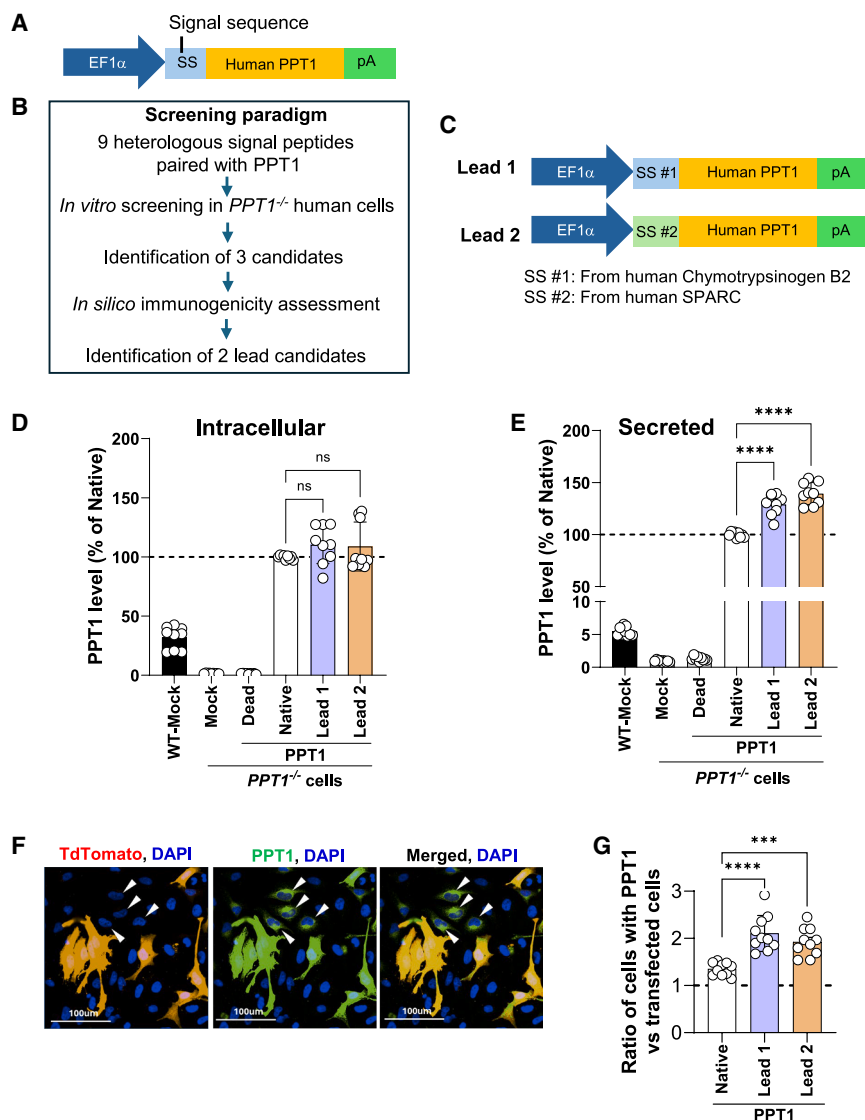 A
Signal sequence
EF1α SS Human PPT1 pA
B
Screening paradigm
9 heterologous signal peptides
paired with PPT1
In vitro screening in PPT1-/- human cells
Identification of 3 candidates
In silico immunogenicity assessment
Identification of 2 lead candidates
C
Lead 1 EF1α SS #1 Human PPT1 pA
Lead 2 EF1α SS #2 Human PPT1 pA
SS #1: From human Chymotrypsinogen B2
SS #2: From human SPARC
D
Intracellular
PPT1 level (% of Native)
200
150
100
50
0
ns
ns
WT-Mock
Mock
Dead
Native
Lead 1
Lead 2
PPT1
PPT1-/- cells
E
Secreted
PPT1 level (% of Native)
200
150
100
50
10
5
0
****
****
WT-Mock
Mock
Dead
Native
Lead 1
Lead 2
PPT1
PPT1-/- cells
F
TdTomato, DAPI
PPT1, DAPI
Merged, DAPI
100um
100um
100um
G
Ratio of cells with PPT1
vs transfected cells
3
2
1
0
***
****
Native
Lead 1
Lead 2
PPT1